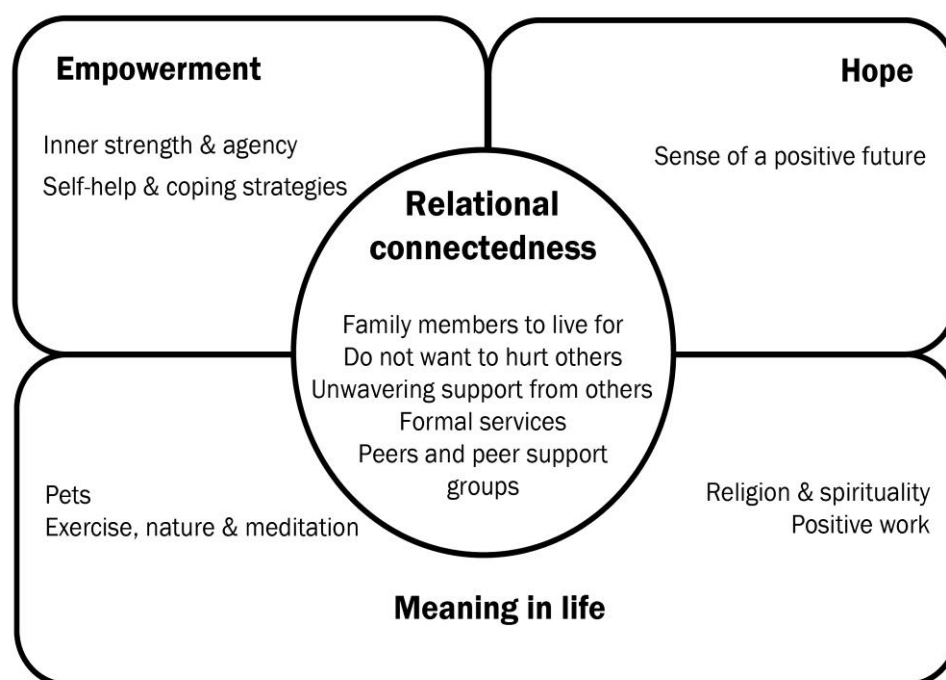 Empowerment
Inner strength & agency
Self-help & coping strategies
Hope
Sense of a positive future
Relational
connectedness
Family members to live for
Do not want to hurt others
Unwavering support from others
Formal services
Peers and peer support
groups
Pets
Exercise, nature & meditation
Religion & spirituality
Positive work
Meaning in life